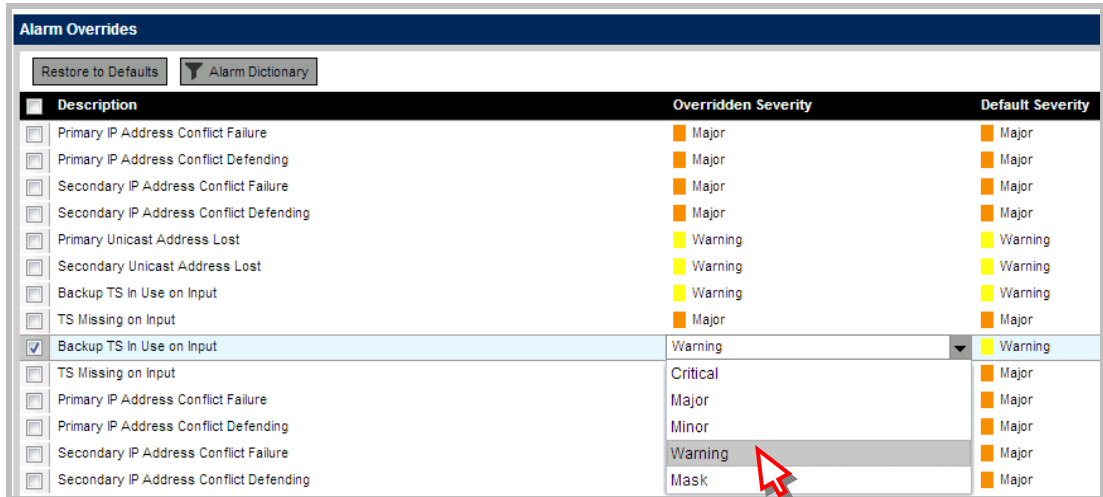 Alarm Overrides
Restore to Defaults Alarm Dictionary
Description Overridden Severity Default Severity
Primary IP Address Conflict Failure Major Major
Primary IP Address Conflict Defending Major Major
Secondary IP Address Conflict Failure Major Major
Secondary IP Address Conflict Defending Major Major
Primary Unicast Address Lost Warning Warning
Secondary Unicast Address Lost Warning Warning
Backup TS In Use on Input Warning Warning
TS Missing on Input Major Major
Backup TS In Use on Input Warning Warning
TS Missing on Input Critical Major
Primary IP Address Conflict Failure Major Major
Primary IP Address Conflict Defending Minor Major
Secondary IP Address Conflict Failure Warning Major
Secondary IP Address Conflict Defending Mask Major